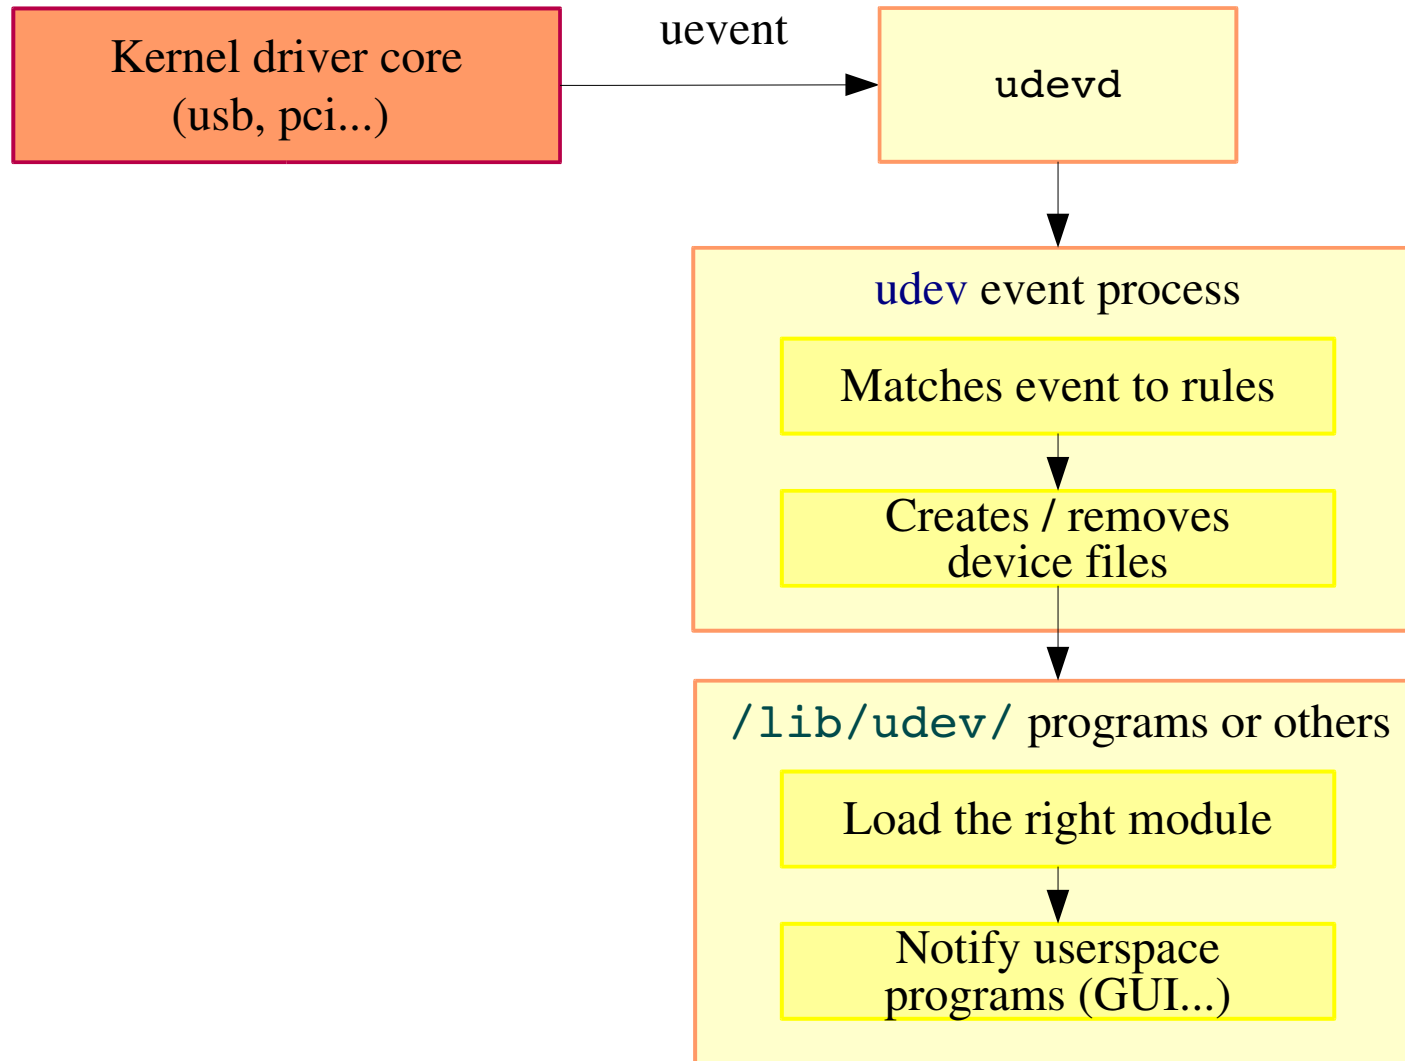 Kernel driver core
(usb, pci...)
uevent
udevd
udev event process
Matches event to rules
Creates / removes
device files
/lib/udev/ programs or others
Load the right module
Notify userspace
programs (GUI...)